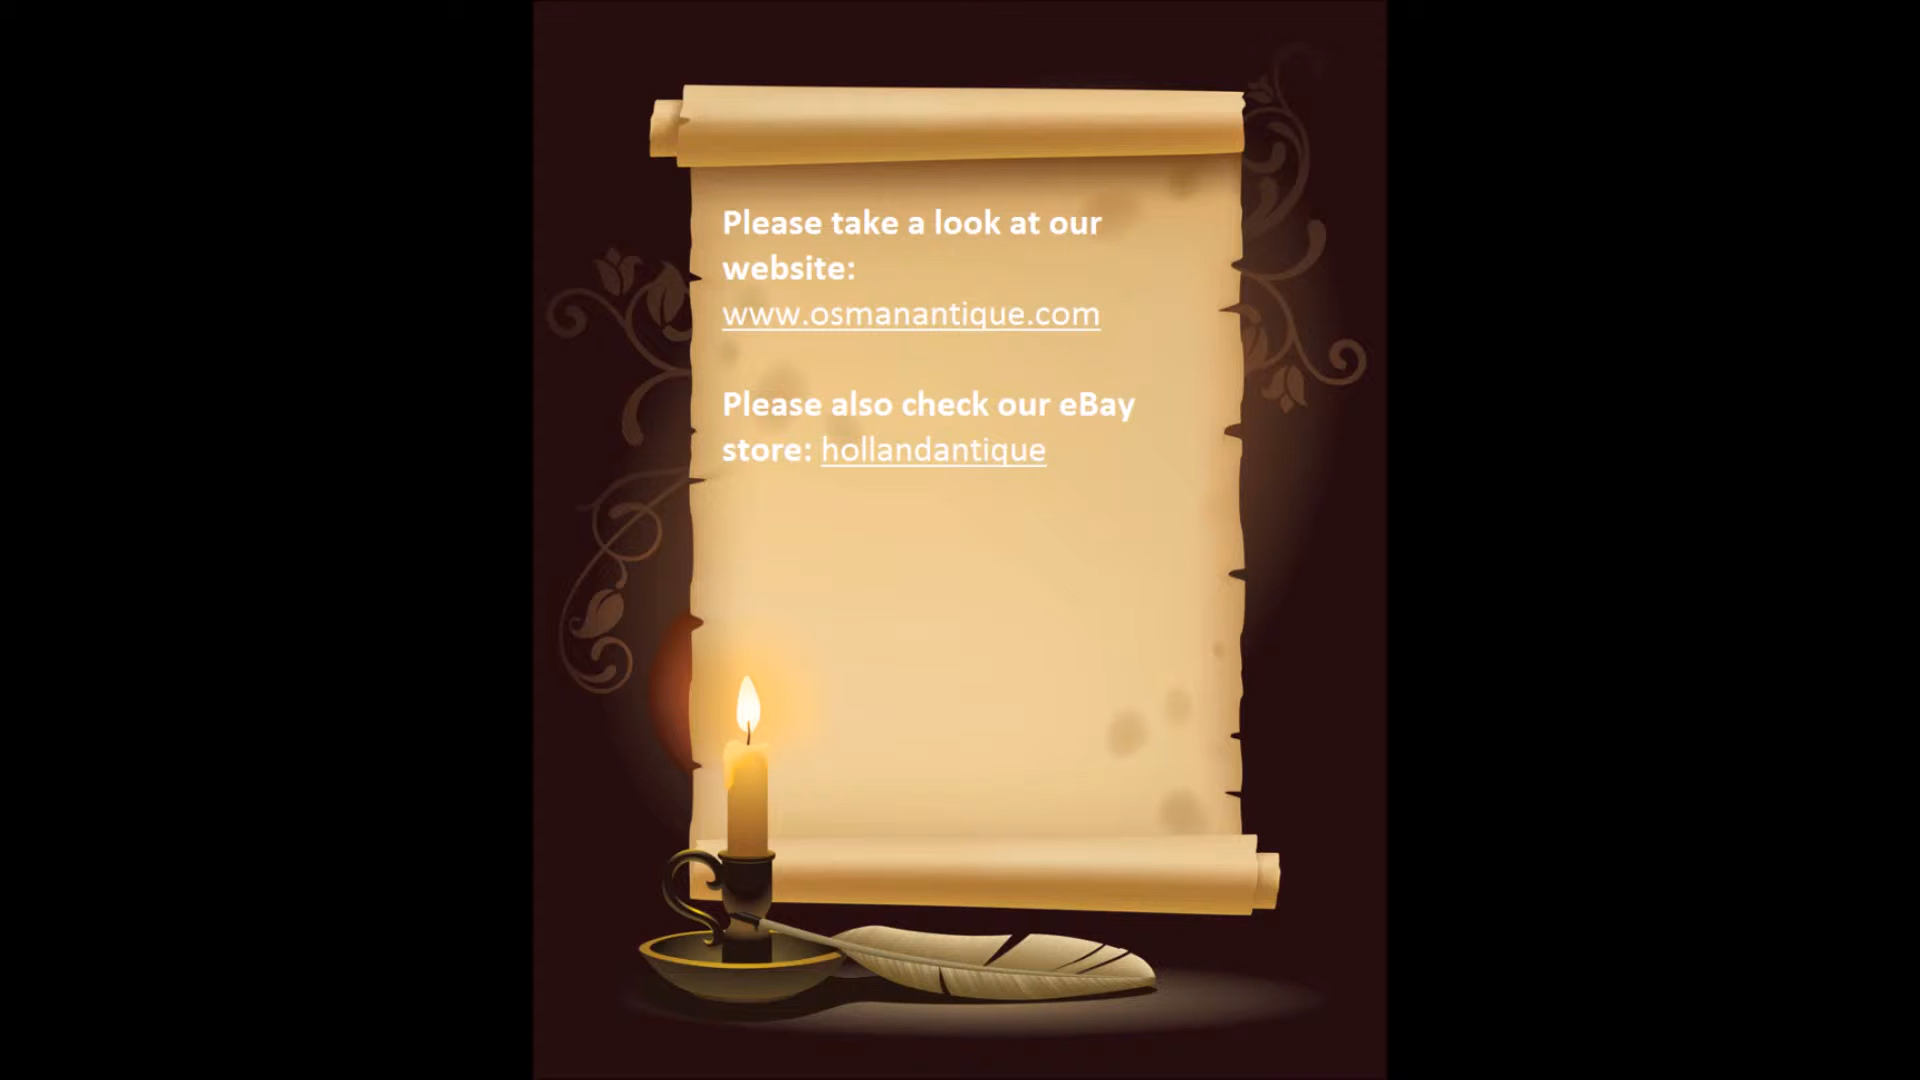 Please take a look at our
website:
www.osmanantique.com
Please also check our eBay
store: hollandantique